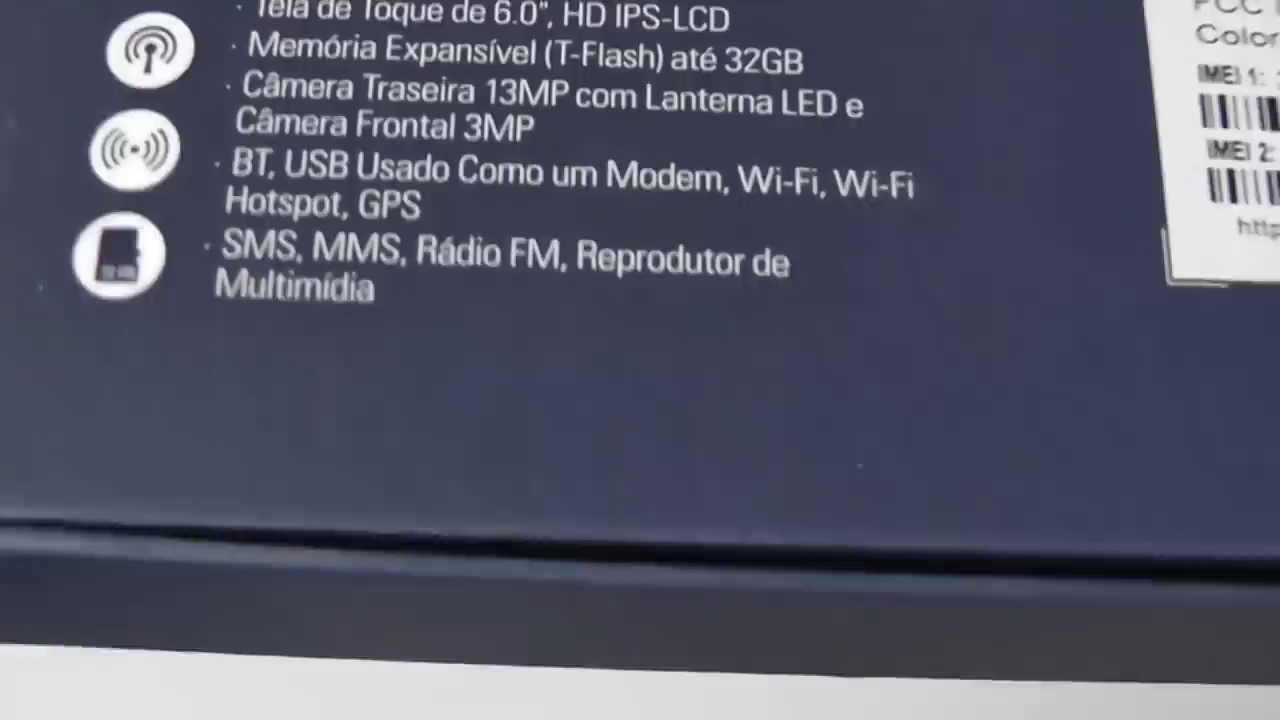 · Tela de Toque de 6.0", HD IPS-LCD
· Memória Expansível (T-Flash) até 32GB
· Câmera Traseira 13MP com Lanterna LED e
Câmera Frontal 3MP
· BT, USB Usado Como um Modem, Wi-Fi, Wi-Fi
Hotspot, GPS
· SMS, MMS, Rádio FM, Reprodutor de
Multimídia
FCC
Color
IMEI 1:
IMEI 2:
http